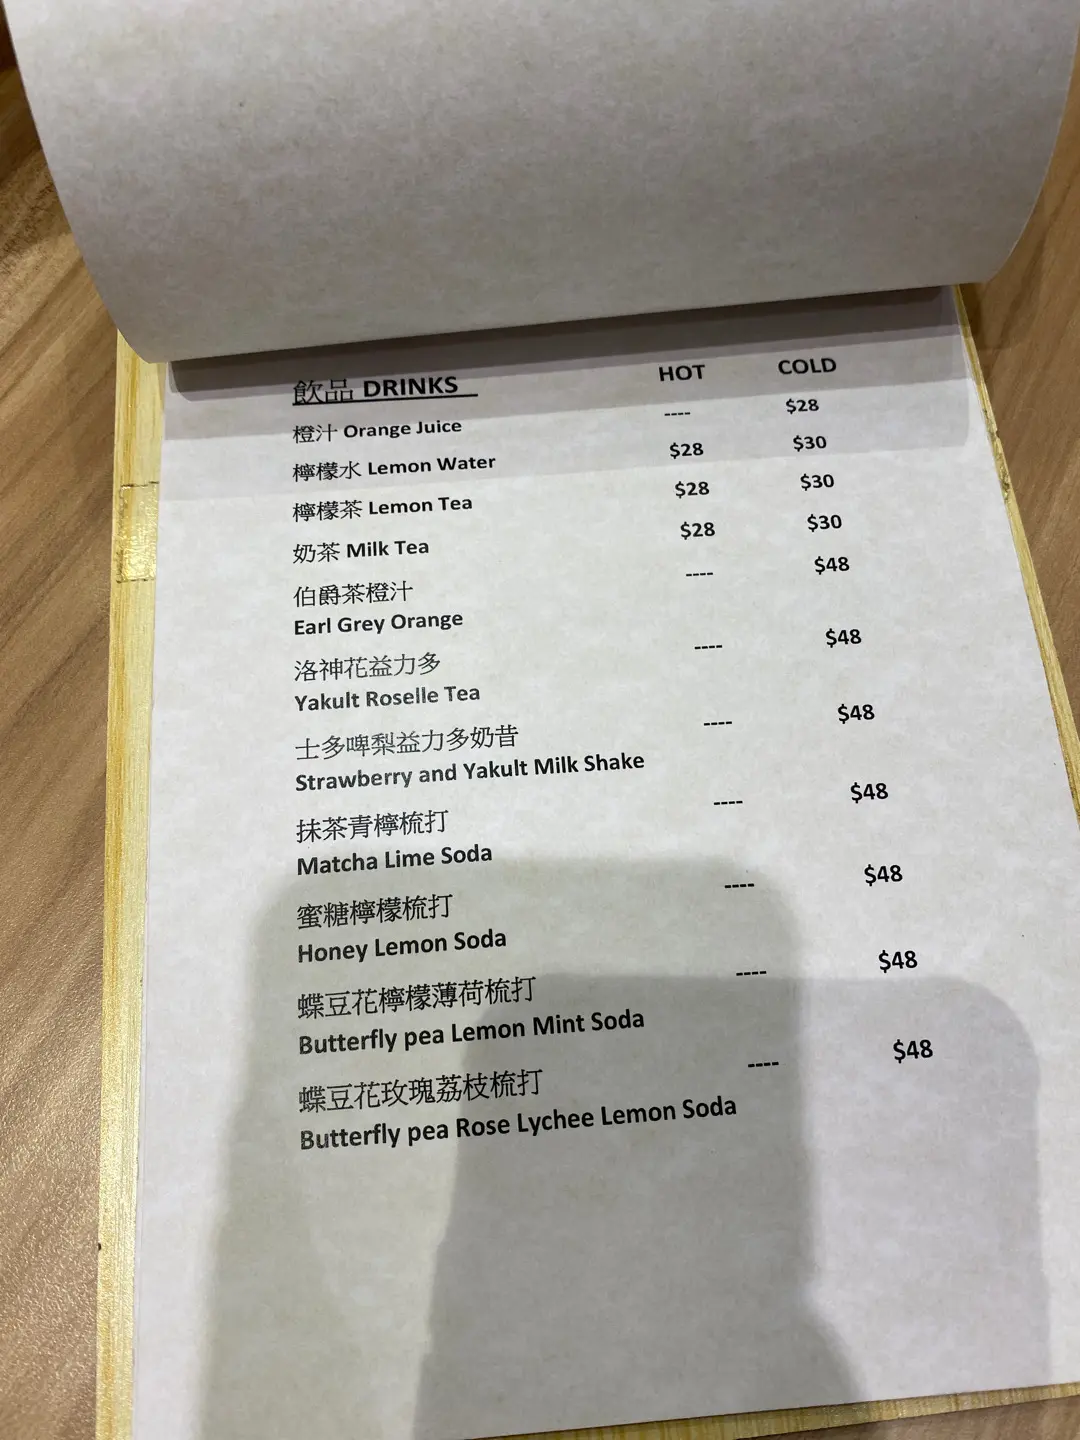 飲品 DRINKS HOT COLD
橙汁 Orange Juice ---- $28
檸檬水 Lemon Water $28 $30
檸檬茶 Lemon Tea $28 $30
奶茶 Milk Tea $28 $30
伯爵茶橙汁 ---- $48
Earl Grey Orange
洛神花益力多 ---- $48
Yakult Roselle Tea
士多啤梨益力多奶昔 ---- $48
Strawberry and Yakult Milk Shake
抹茶青檸梳打 ---- $48
Matcha Lime Soda
蜜糖檸檬梳打 ---- $48
Honey Lemon Soda
蝶豆花檸檬薄荷梳打 ---- $48
Butterfly pea Lemon Mint Soda
蝶豆花玫瑰荔枝梳打 ---- $48
Butterfly pea Rose Lychee Lemon Soda